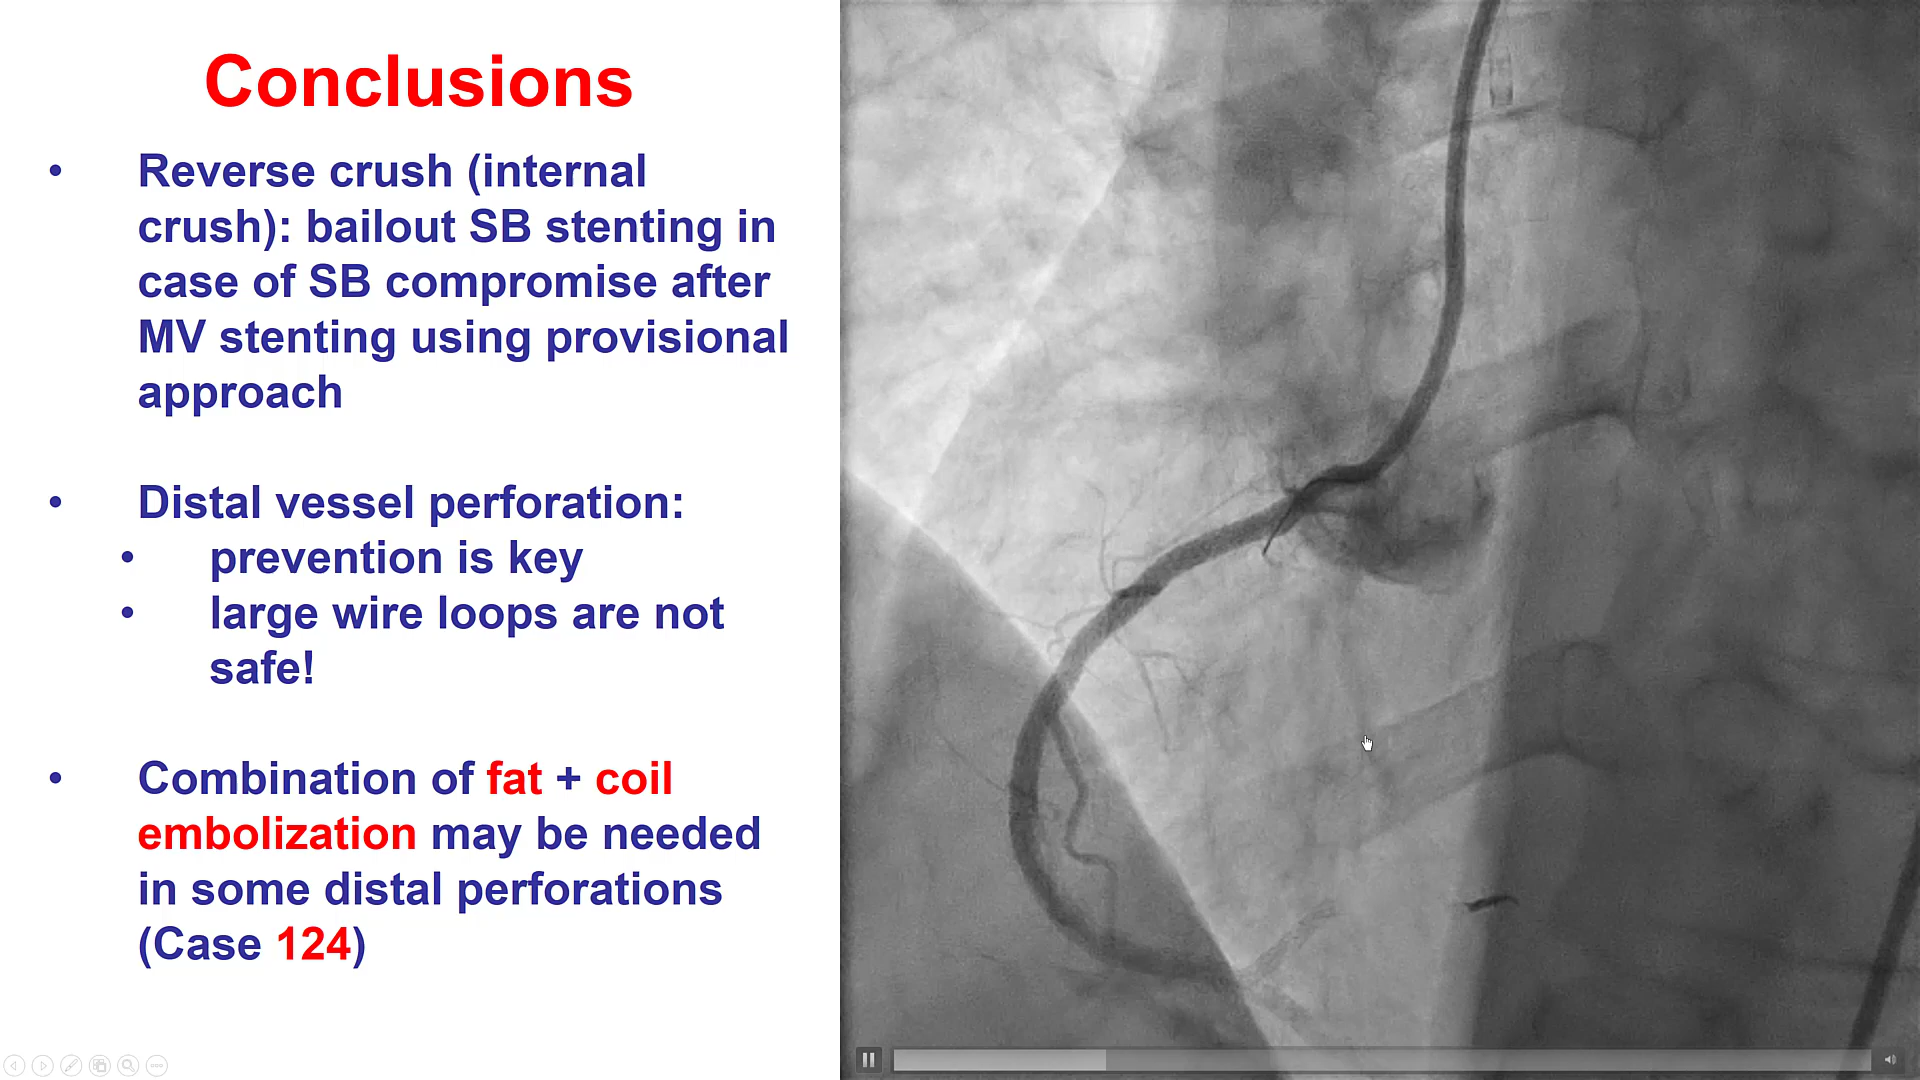 Conclusions
• Reverse crush (internal
crush): bailout SB stenting in
case of SB compromise after
MV stenting using provisional
approach
• Distal vessel perforation:
• prevention is key
• large wire loops are not
safe!
• Combination of fat + coil
embolization may be needed
in some distal perforations
(Case 124)